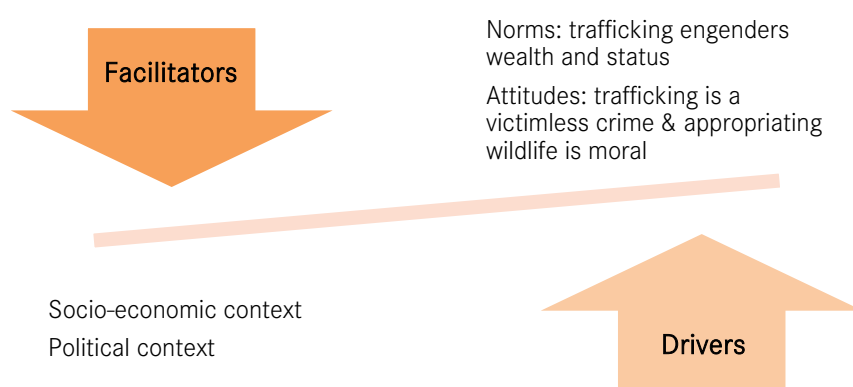 Facilitators
Norms: trafficking engenders
wealth and status
Attitudes: trafficking is a
victimless crime & appropriating
wildlife is moral
Socio-economic context
Political context
Drivers